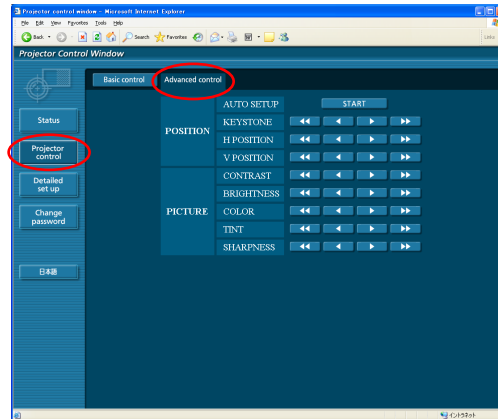 Projector control window - Microsoft Internet Explorer
File Edit View Favorites Tools Help
Back Search Favorites Links
Projector Control Window
Basic control Advanced control
Status
Projector
control
Detailed
set up
Change
password
日本語
POSITION
AUTO SETUP START
KEYSTONE
H POSITION
V POSITION
PICTURE
CONTRAST
BRIGHTNESS
COLOR
TINT
SHARPNESS
イントラネット